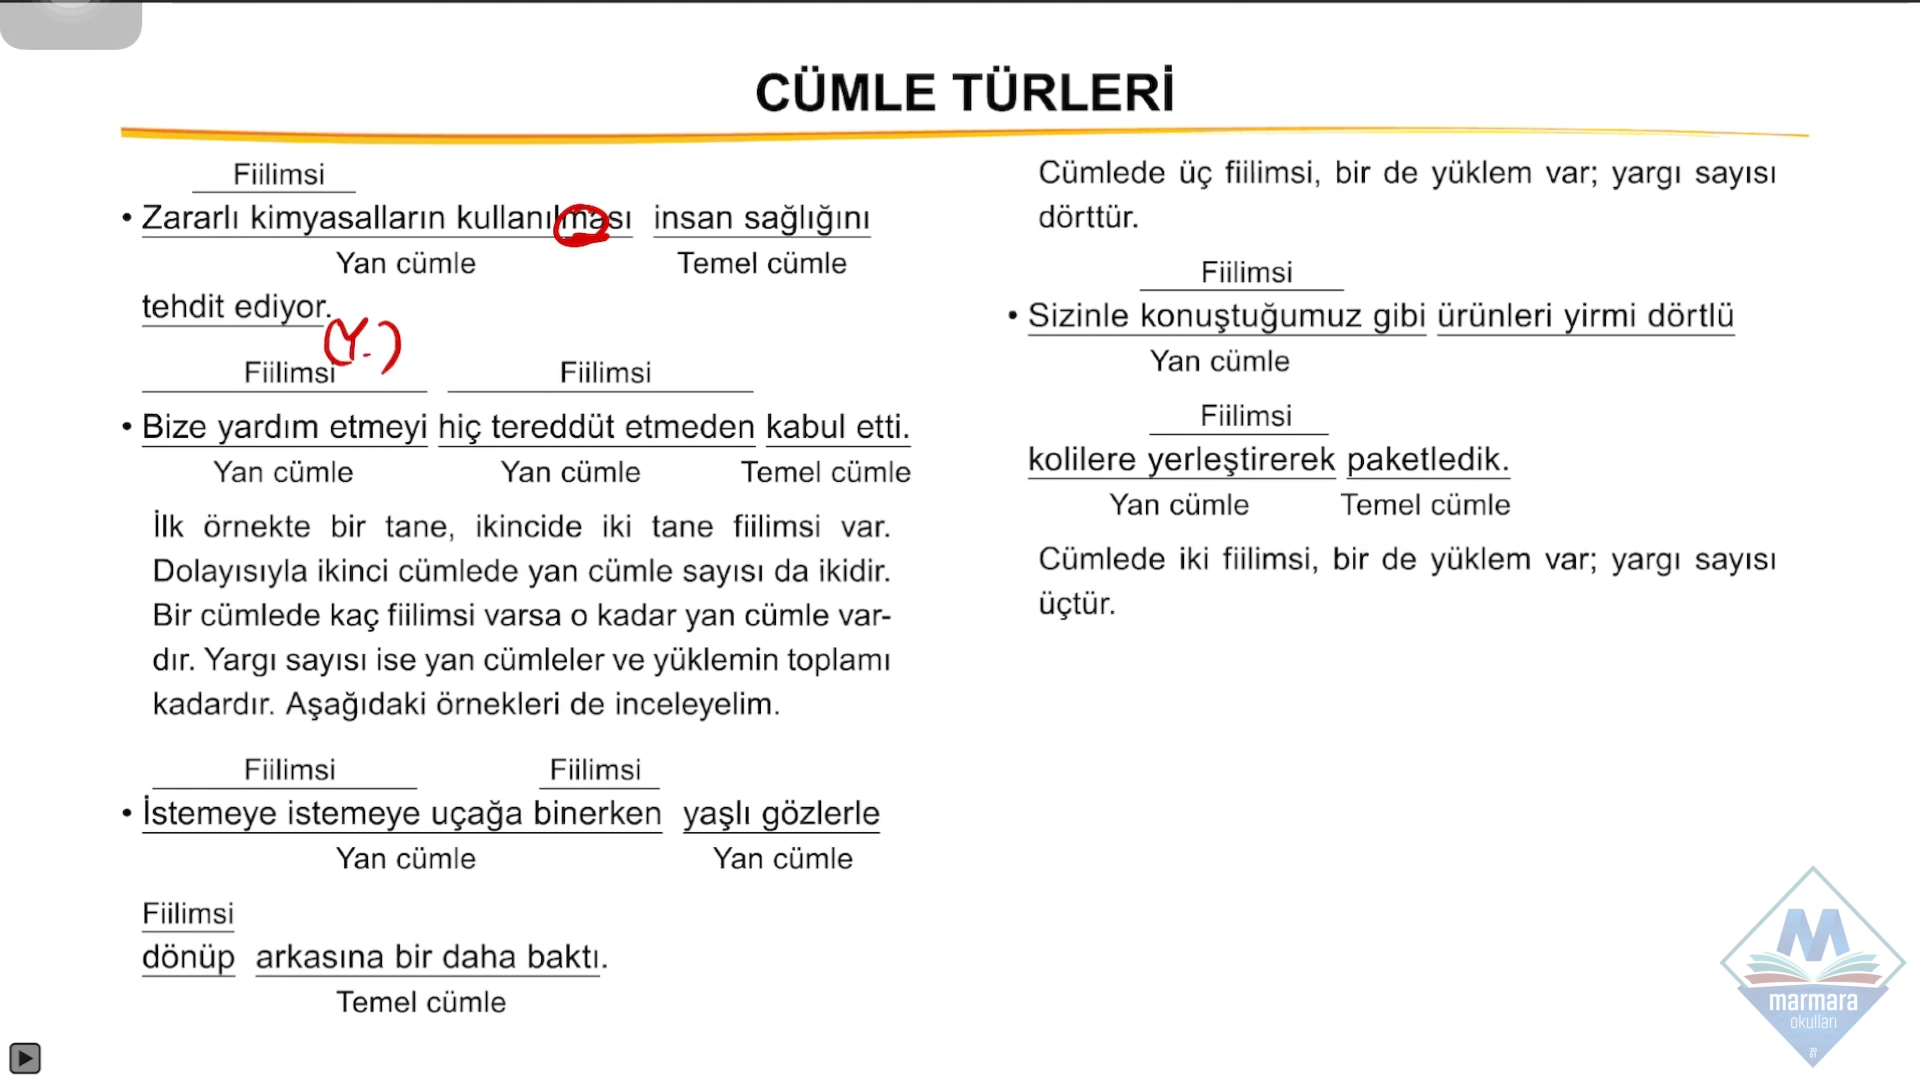 CÜMLE TÜRLERİ
Fiilimsi
• Zararlı kimyasalların kullanılması insan sağlığını
Yan cümle Temel cümle
tehdit ediyor.
(Y.)
Fiilimsi Fiilimsi
• Bize yardım etmeyi hiç tereddüt etmeden kabul etti.
Yan cümle Yan cümle Temel cümle
İlk örnekte bir tane, ikincide iki tane fiilimsi var.
Dolayısıyla ikinci cümlede yan cümle sayısı da ikidir.
Bir cümlede kaç fiilimsi varsa o kadar yan cümle var-
dır. Yargı sayısı ise yan cümleler ve yüklemin toplamı
kadardır. Aşağıdaki örnekleri de inceleyelim.
Fiilimsi Fiilimsi
• İstemeye istemeye uçağa binerken yaşlı gözlerle
Yan cümle Yan cümle
Fiilimsi
dönüp arkasına bir daha baktı.
Temel cümle
Cümlede üç fiilimsi, bir de yüklem var; yargı sayısı
dörttür.
Fiilimsi
• Sizinle konuştuğumuz gibi ürünleri yirmi dörtlü
Yan cümle
Fiilimsi
kolilere yerleştirerek paketledik.
Yan cümle Temel cümle
Cümlede iki fiilimsi, bir de yüklem var; yargı sayısı
üçtür.
M
marmara
okulları
20
01